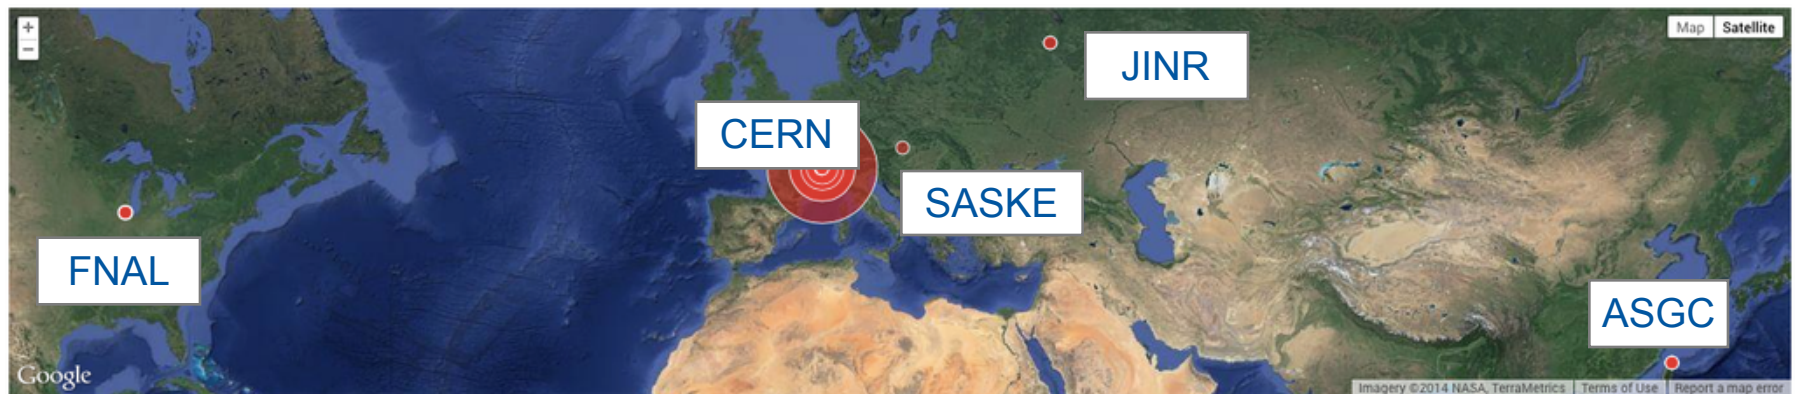 +
−
Map Satellite
JINR
CERN
SASKE
FNAL
ASGC
Google
Imagery ©2014 NASA, TerraMetrics Terms of Use Report a map error